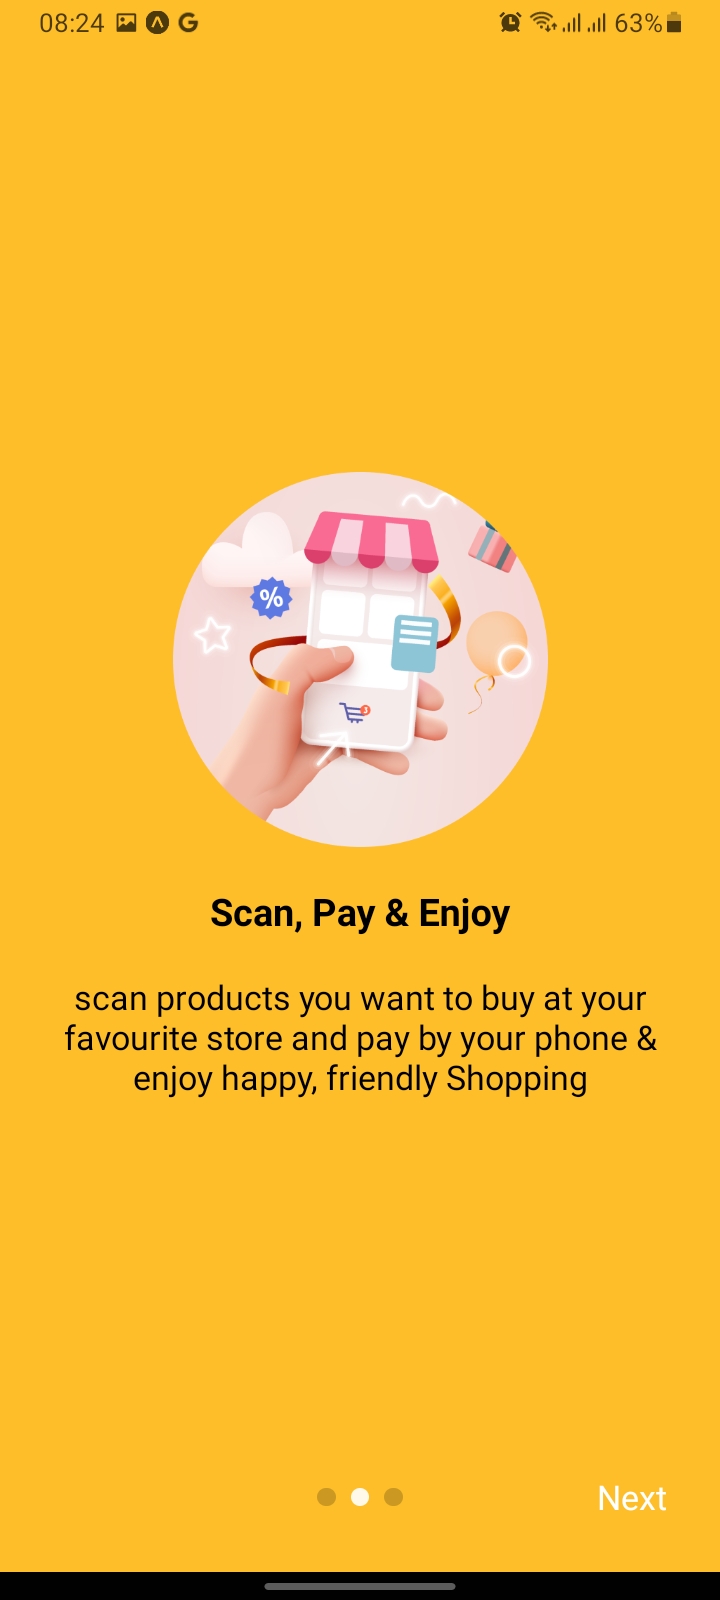 08:24 63%
%
3
Scan, Pay & Enjoy
scan products you want to buy at your
favourite store and pay by your phone &
enjoy happy, friendly Shopping
Next